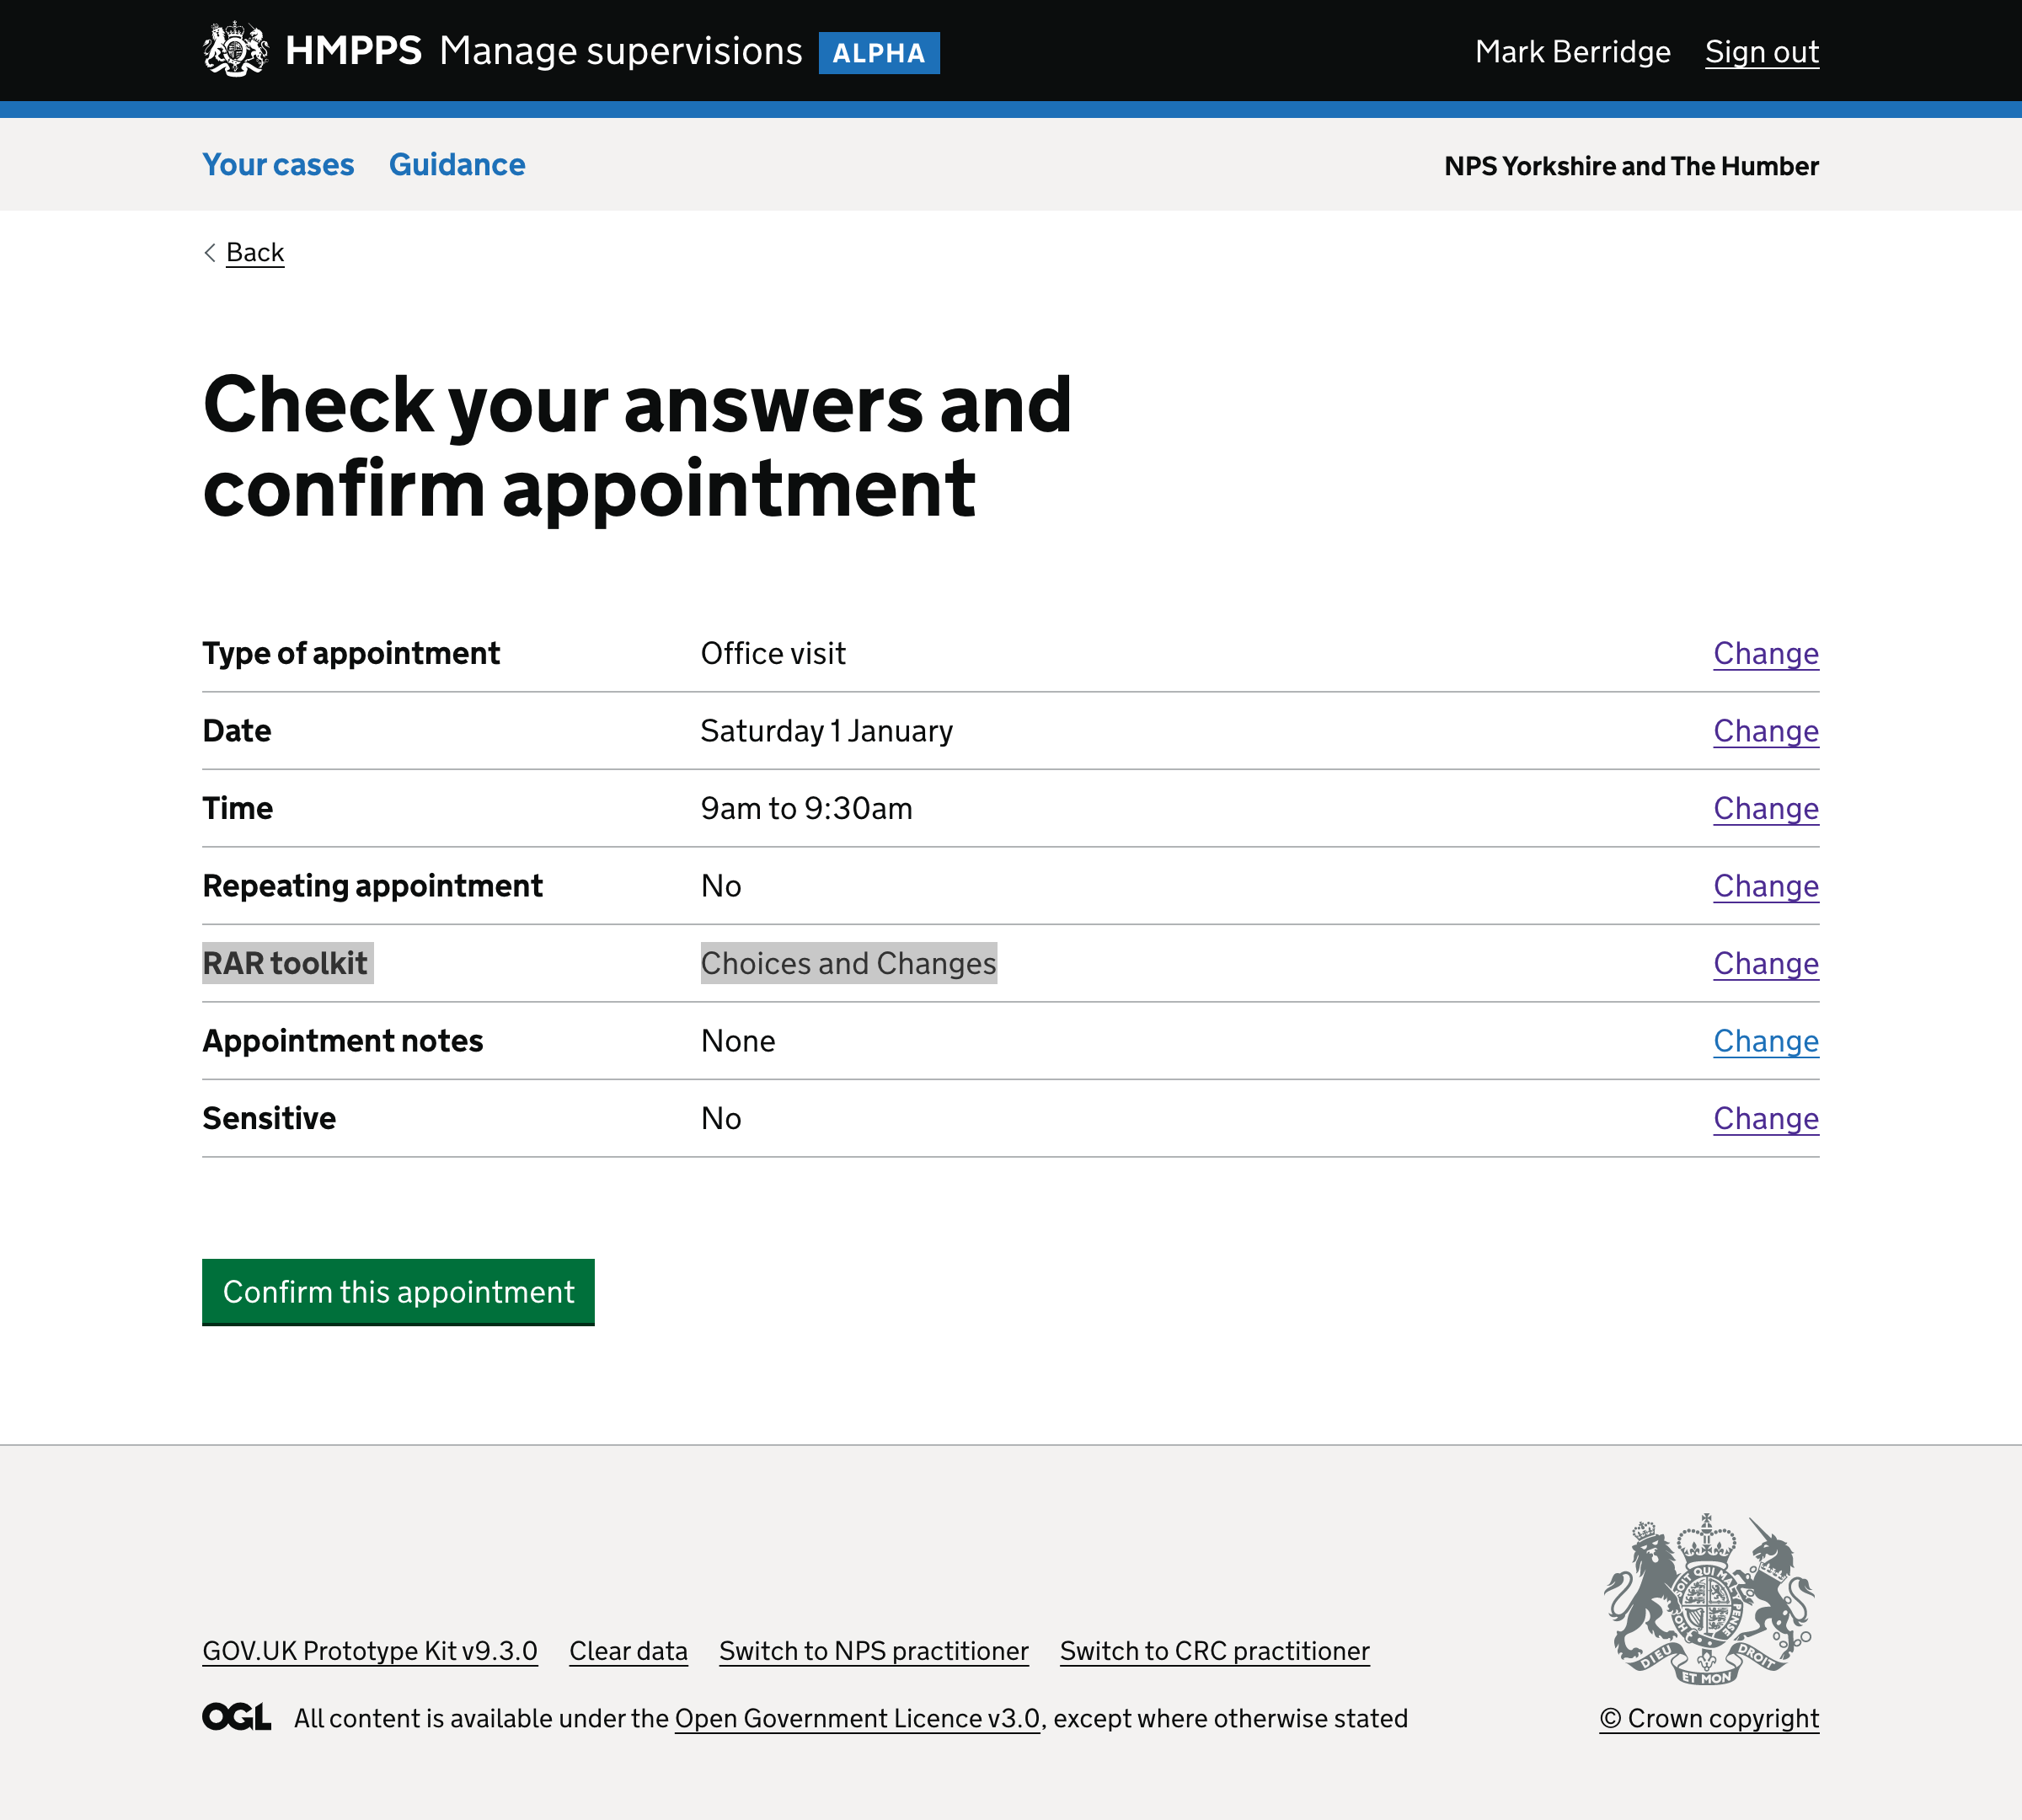 HMPPS Manage supervisions ALPHA Mark Berridge Sign out
Your cases Guidance NPS Yorkshire and The Humber
Back
Check your answers and
confirm appointment
Type of appointment Office visit Change
Date Saturday 1 January Change
Time 9am to 9:30am Change
Repeating appointment No Change
RAR toolkit Choices and Changes Change
Appointment notes None Change
Sensitive No Change
Confirm this appointment
GOV.UK Prototype Kit v9.3.0 Clear data Switch to NPS practitioner Switch to CRC practitioner
OGL All content is available under the Open Government Licence v3.0, except where otherwise stated
DIEU ET MON DROIT
© Crown copyright